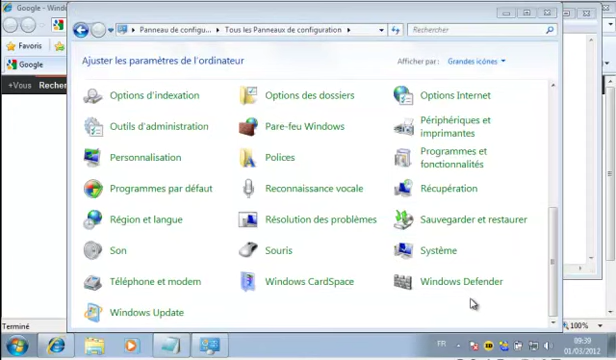 Google - Windo
Panneau de configu... Tous les Panneaux de configuration
Rechercher
Favoris
Google
+Vous Recher
Ajuster les paramètres de l'ordinateur
Afficher par : Grandes icônes
Options d'indexation
Options des dossiers
Options Internet
Outils d'administration
Pare-feu Windows
Périphériques et
imprimantes
Personnalisation
Polices
Programmes et
fonctionnalités
Programmes par défaut
Reconnaissance vocale
Récupération
Région et langue
Résolution des problèmes
Sauvegarder et restaurer
Son
Souris
Système
Téléphone et modem
Windows CardSpace
Windows Defender
Windows Update
Terminé
100%
FR
09:39
01/03/2012